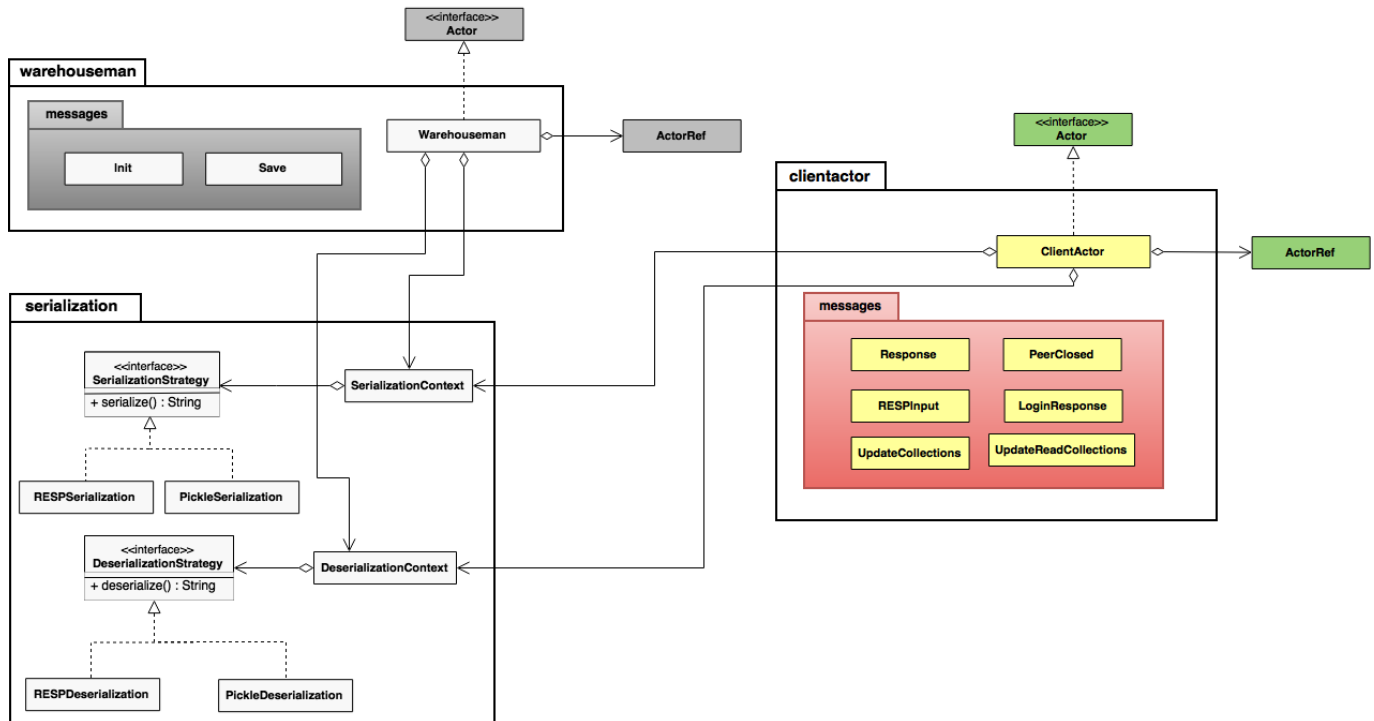 <<interface>>
Actor
warehouseman
messages
Init
Save
Warehouseman
ActorRef
<<interface>>
Actor
clientactor
ClientActor
ActorRef
messages
Response
PeerClosed
RESPInput
LoginResponse
UpdateCollections
UpdateReadCollections
serialization
<<interface>>
SerializationStrategy
+ serialize() : String
SerializationContext
RESPSerialization
PickleSerialization
<<interface>>
DeserializationStrategy
+ deserialize() : String
DeserializationContext
RESPDeserialization
PickleDeserialization